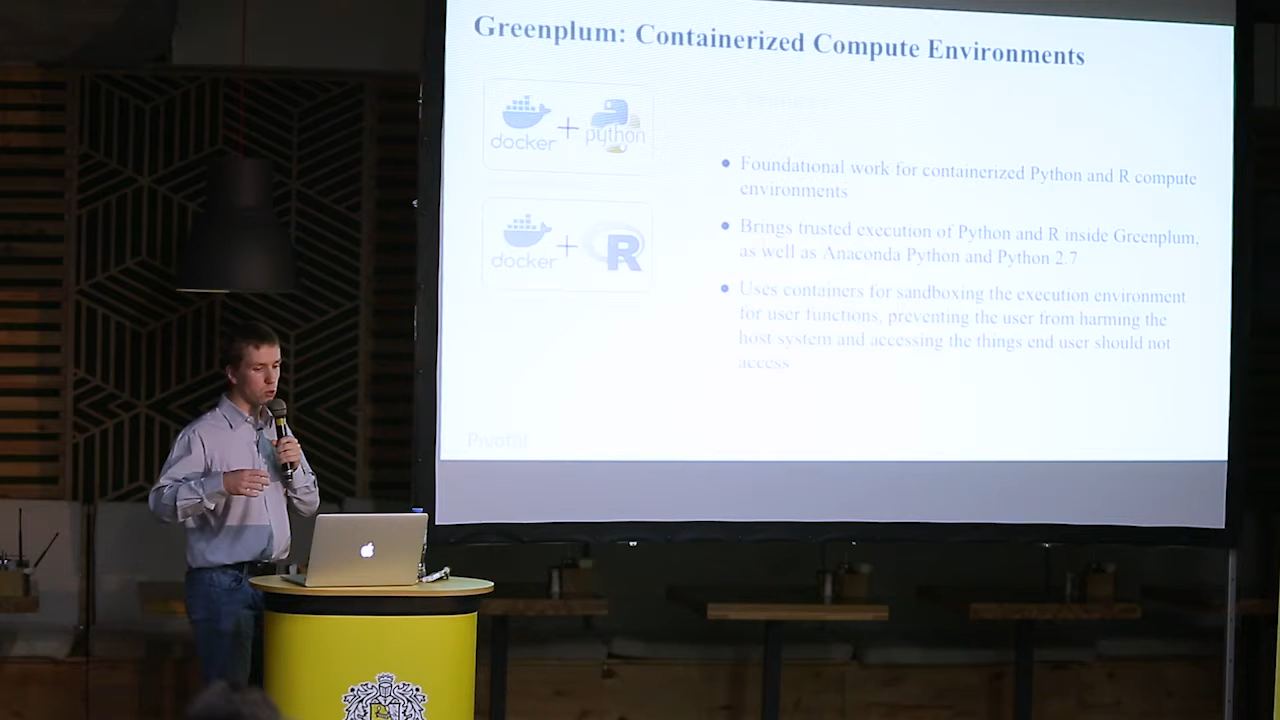 Greenplum: Containerized Compute Environments
docker + python
docker + R
Foundational work for containerized Python and R compute
environments
Brings trusted execution of Python and R inside Greenplum,
as well as Anaconda Python and Python 2.7
Uses containers for sandboxing the execution environment
for user functions, preventing the user from harming the
host system and accessing the things end user should not
access
Pivotal